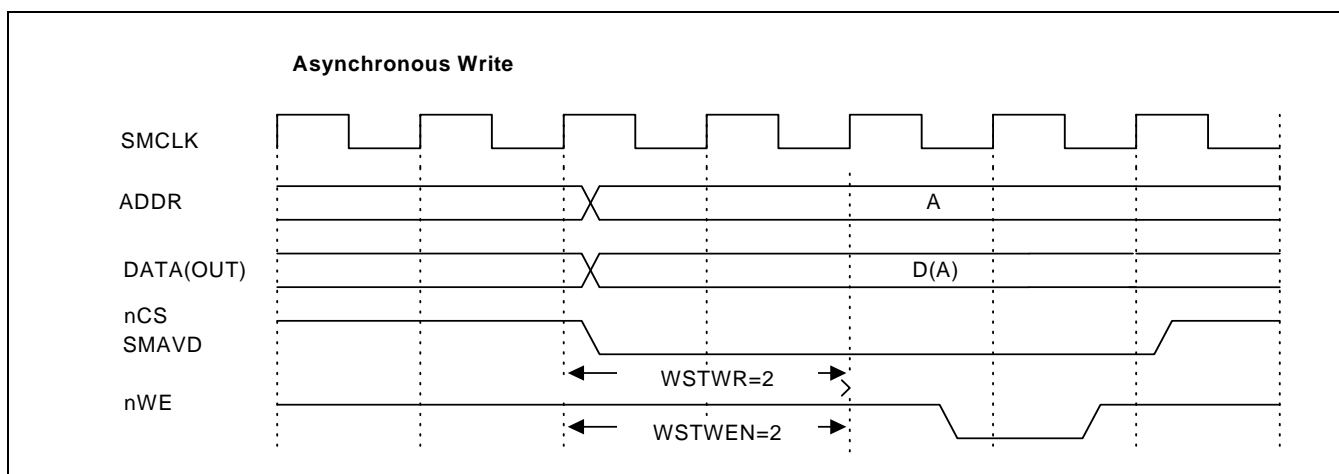 Asynchronous Write
SMCLK
ADDR
A
DATA(OUT)
D(A)
nCS
SMAVD
WSTWR=2
nWE
WSTWEN=2